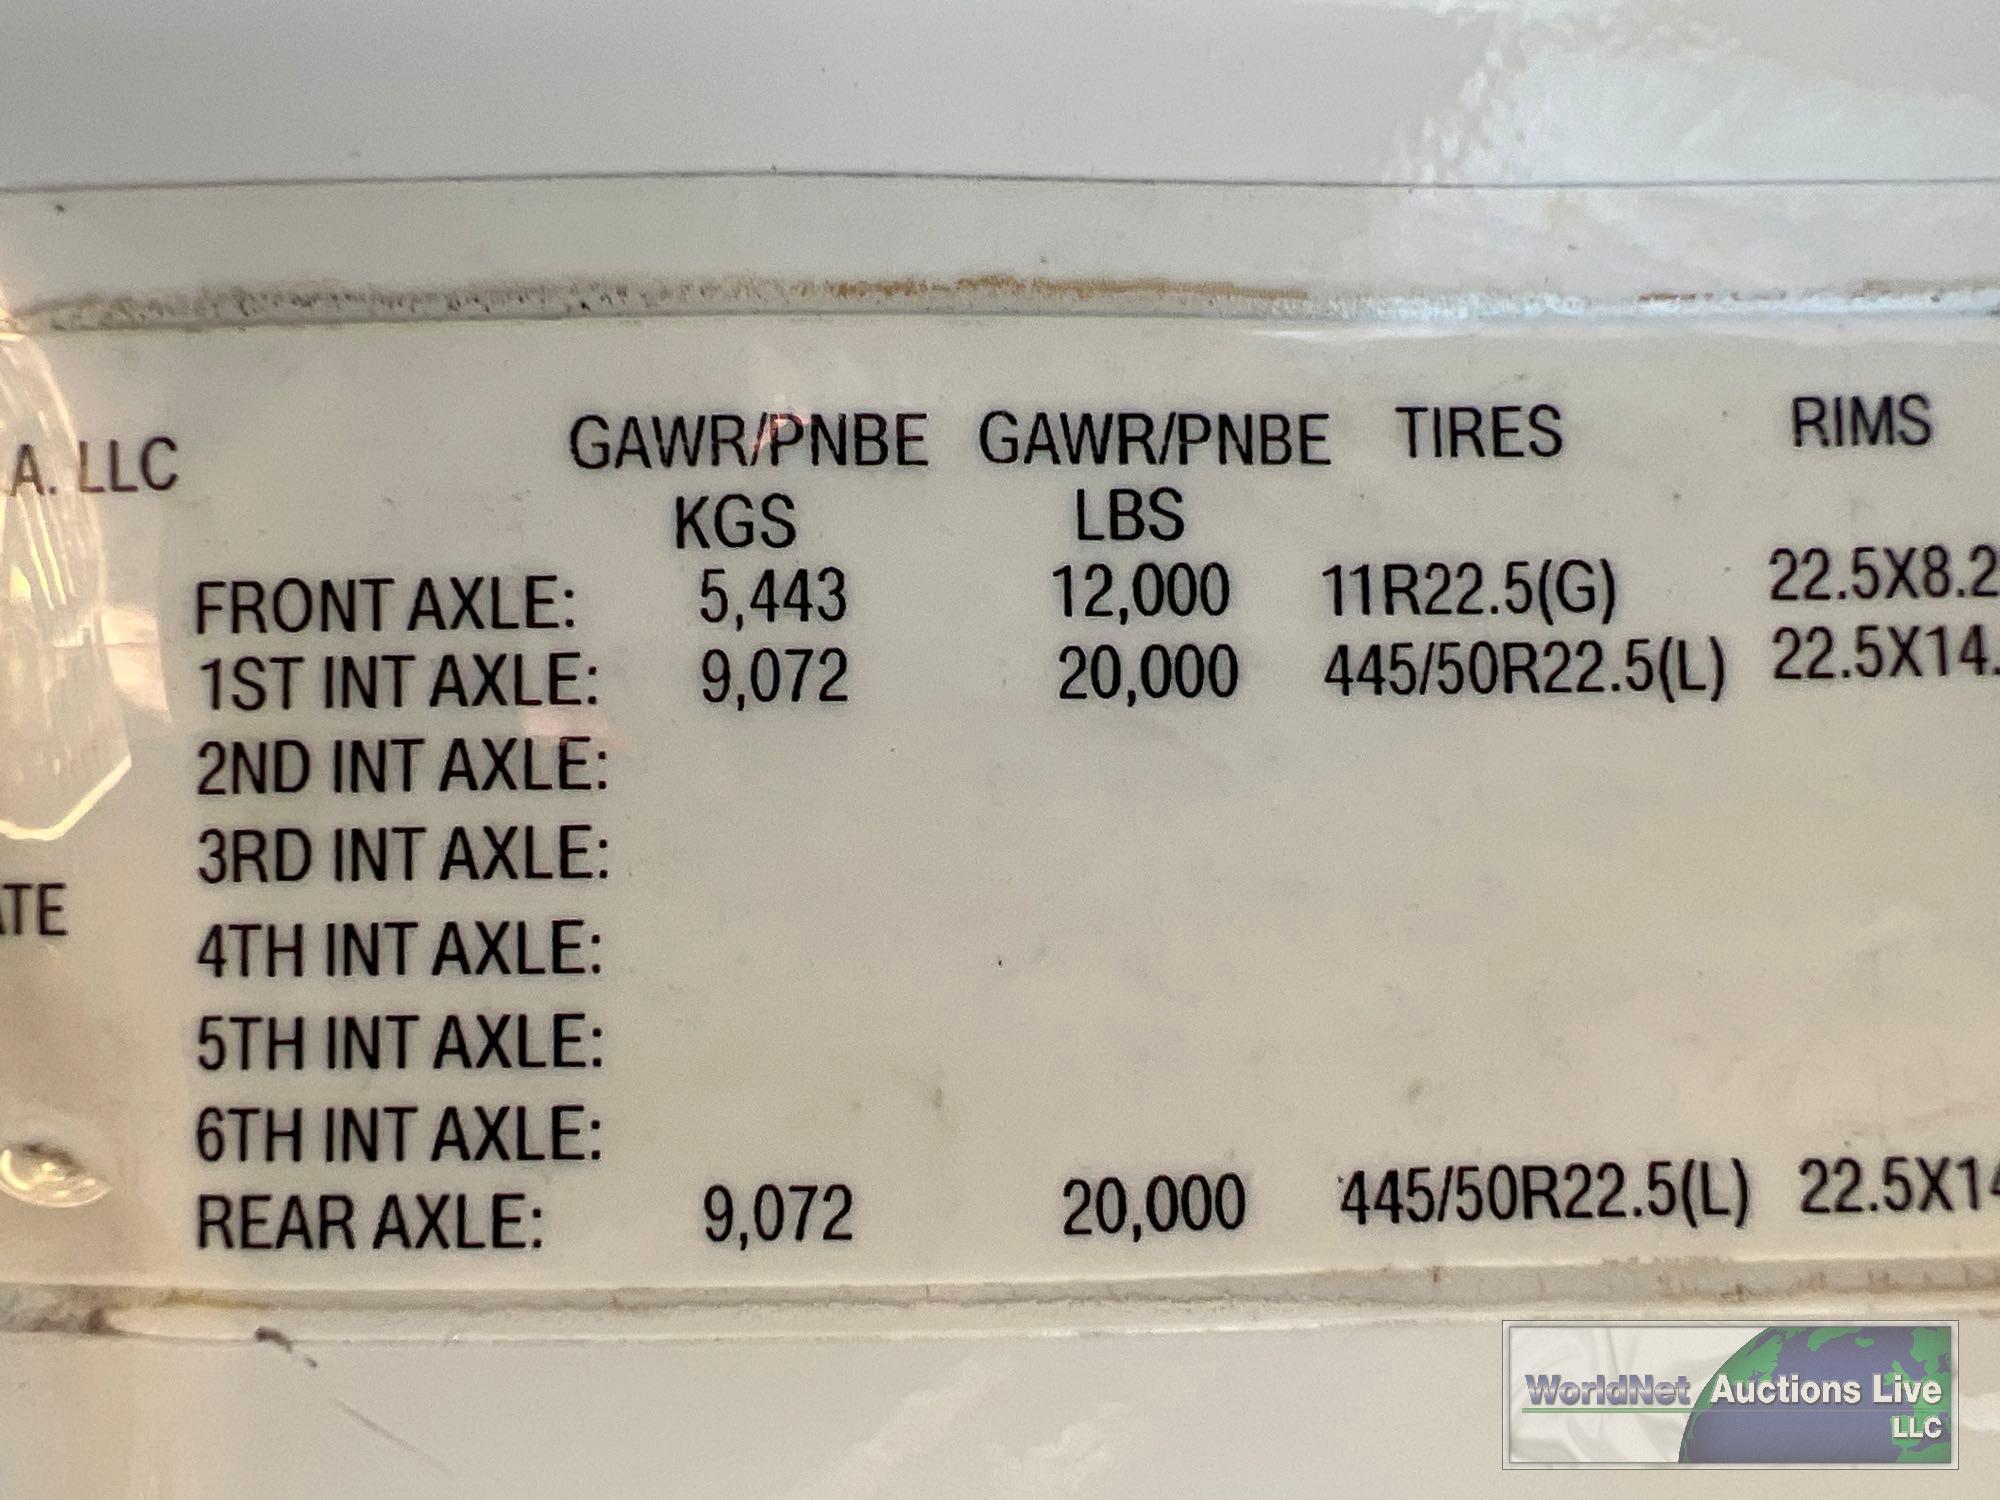 A. LLC
GAWR/PNBE GAWR/PNBE TIRES RIMS
KGS LBS
FRONT AXLE: 5,443 12,000 11R22.5(G) 22.5X8.2
1ST INT AXLE: 9,072 20,000 445/50R22.5(L) 22.5X14.
2ND INT AXLE:
3RD INT AXLE:
ATE
4TH INT AXLE:
5TH INT AXLE:
6TH INT AXLE:
REAR AXLE: 9,072 20,000 445/50R22.5(L) 22.5X14
WorldNet Auctions Live
LLC